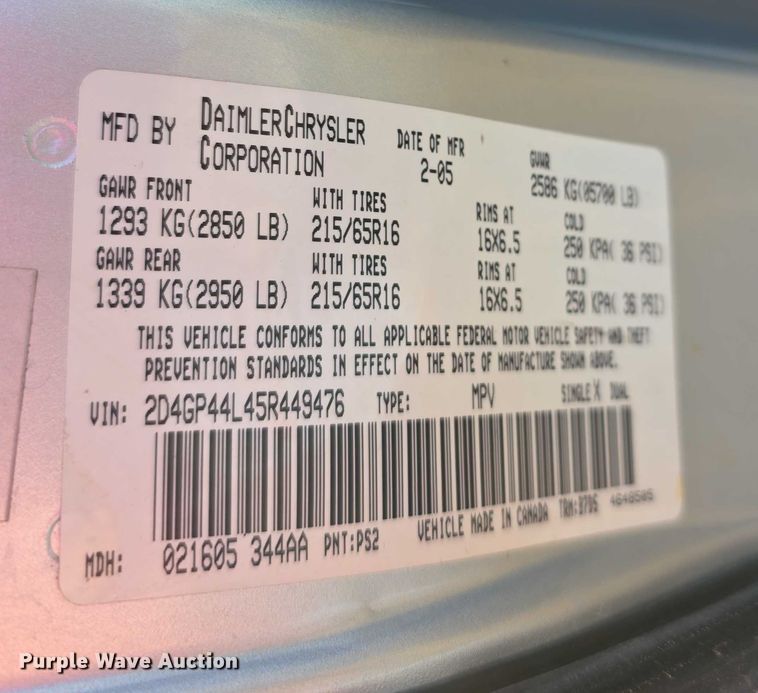 MFD BY DAIMLERCHRYSLER CORPORATION
DATE OF MFR 2-05
GVWR 2586 KG(05700 LB)
GAWR FRONT WITH TIRES RIMS AT COLD
1293 KG(2850 LB) 215/65R16 16X6.5 250 KPA( 36 PSI)
GAWR REAR WITH TIRES RIMS AT COLD
1339 KG(2950 LB) 215/65R16 16X6.5 250 KPA( 36 PSI)
THIS VEHICLE CONFORMS TO ALL APPLICABLE FEDERAL MOTOR VEHICLE SAFETY AND THEFT
PREVENTION STANDARDS IN EFFECT ON THE DATE OF MANUFACTURE SHOWN ABOVE.
VIN: 2D4GP44L45R449476 TYPE: MPV SINGLE X DUAL
MDH: 021605 344AA PNT:PS2 VEHICLE MADE IN CANADA
Purple Wave Auction